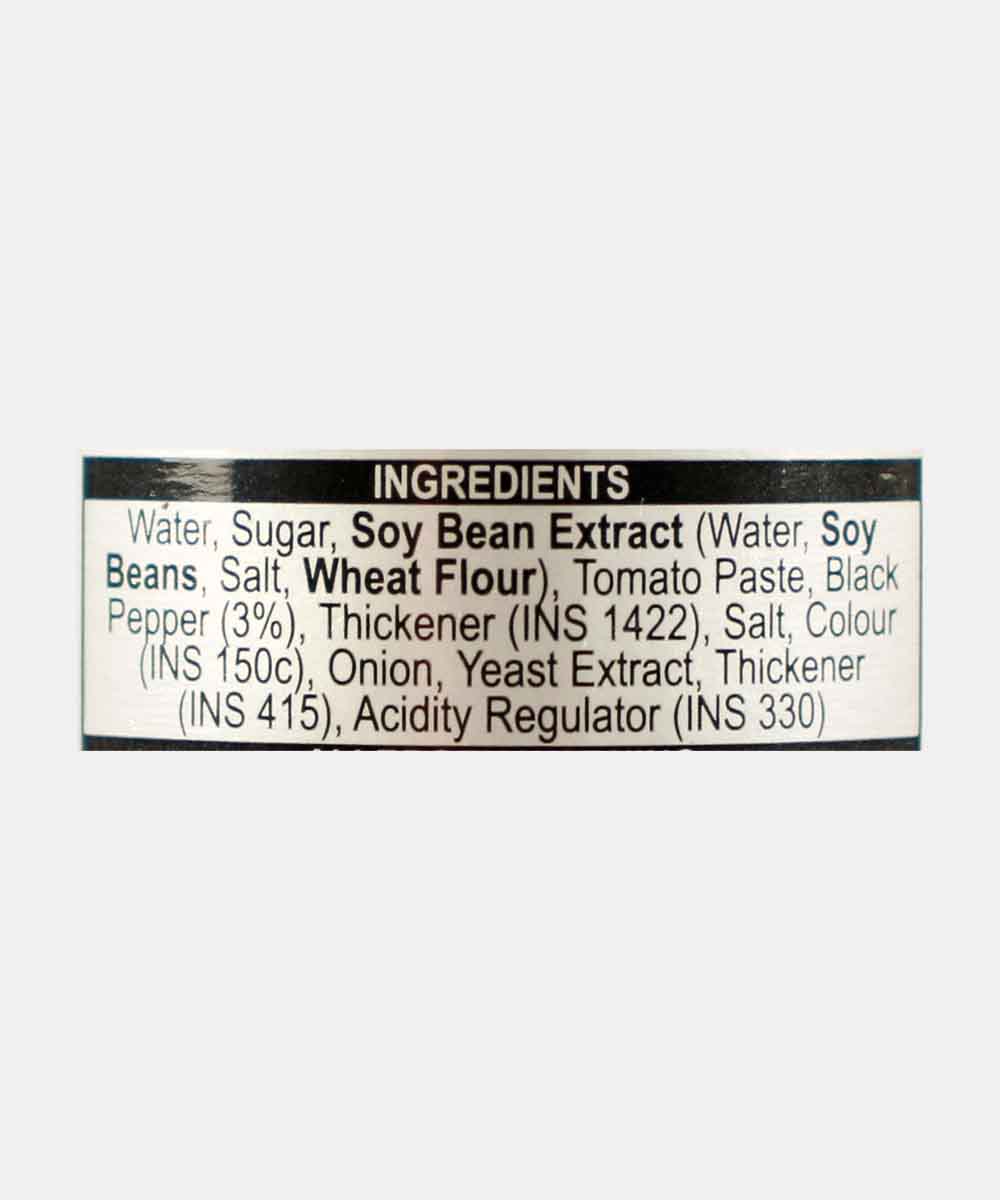 INGREDIENTS
Water, Sugar, Soy Bean Extract (Water, Soy
Beans, Salt, Wheat Flour), Tomato Paste, Black
Pepper (3%), Thickener (INS 1422), Salt, Colour
(INS 150c), Onion, Yeast Extract, Thickener
(INS 415), Acidity Regulator (INS 330)